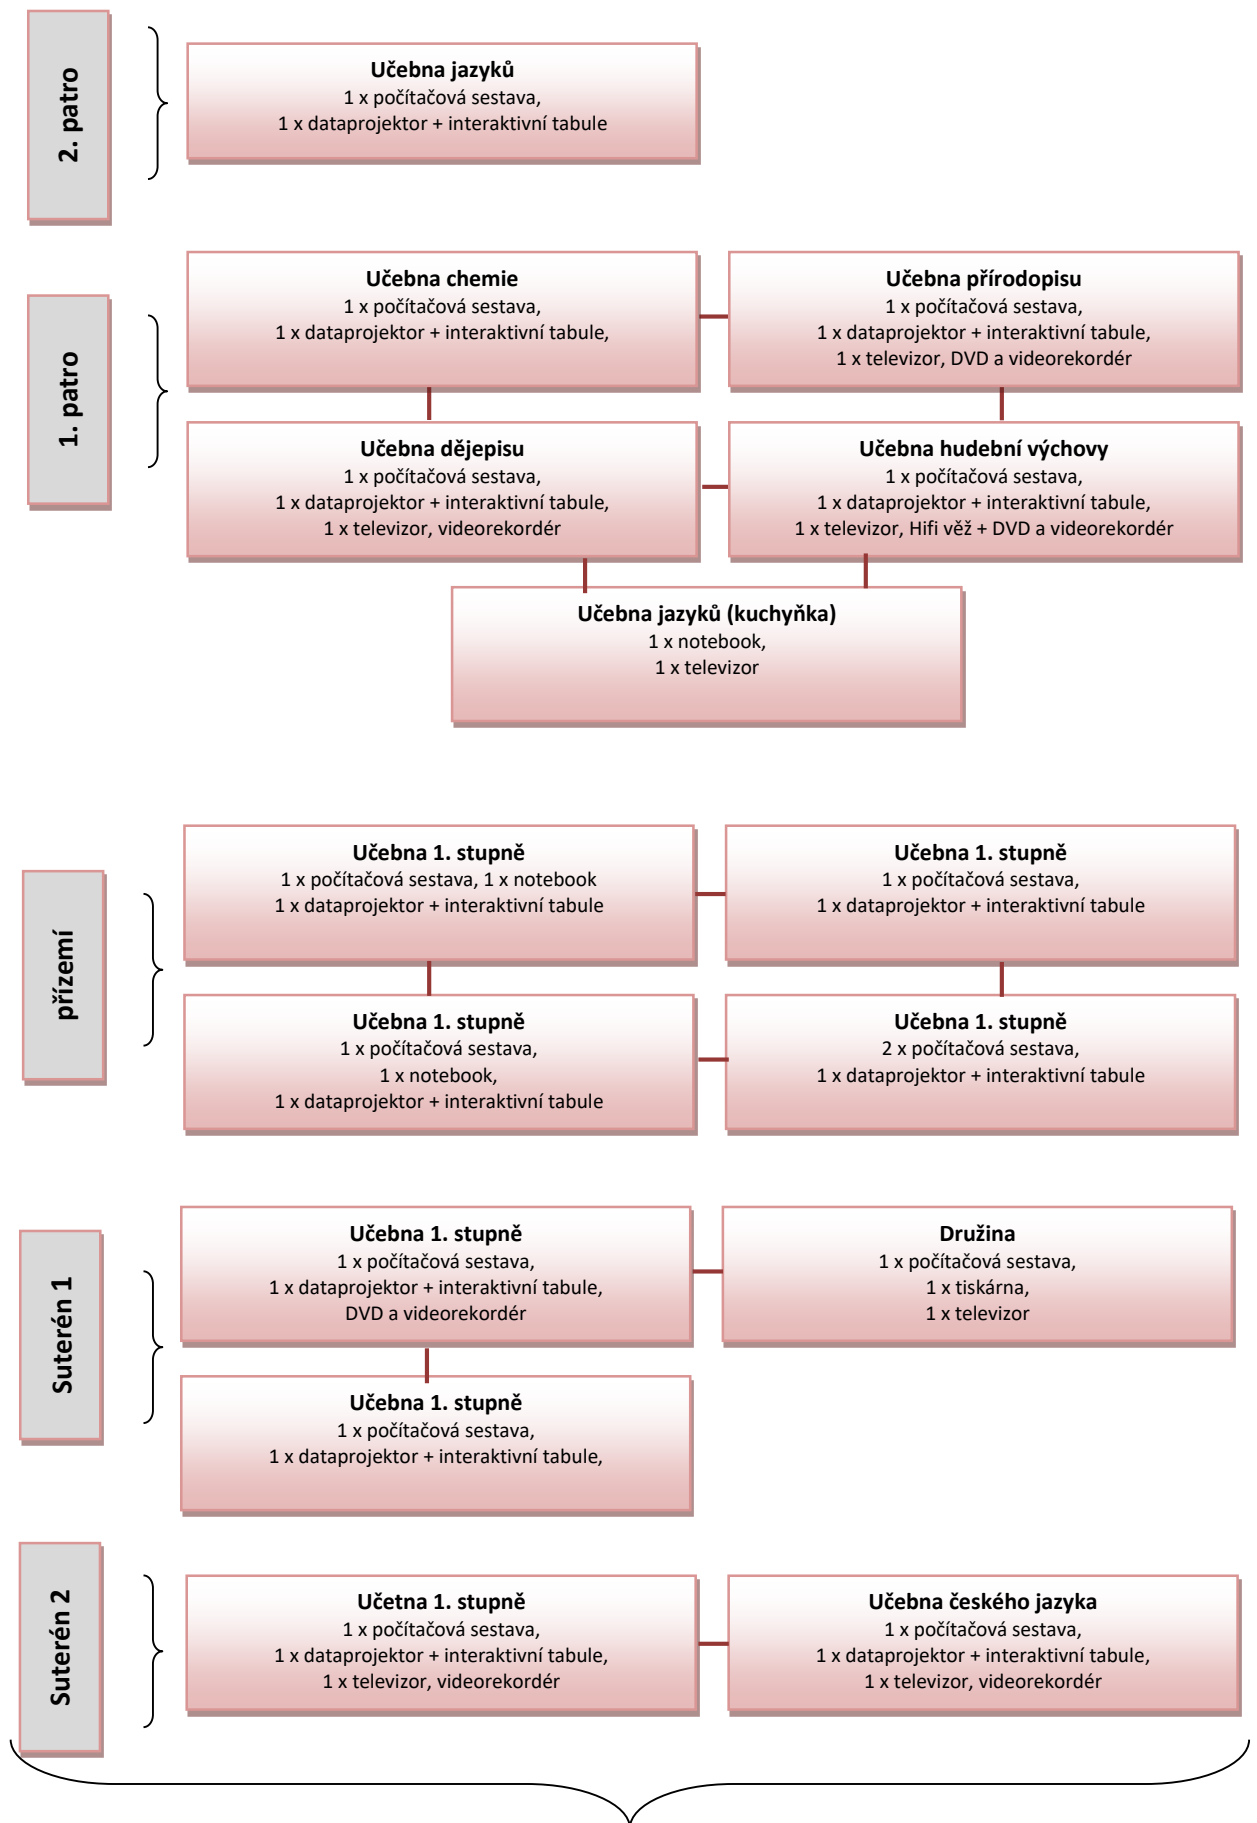 2. patro
Učebna jazyků
1 x počítačová sestava,
1 x dataprojektor + interaktivní tabule
1. patro
Učebna chemie
1 x počítačová sestava,
1 x dataprojektor + interaktivní tabule,
Učebna přírodopisu
1 x počítačová sestava,
1 x dataprojektor + interaktivní tabule,
1 x televizor, DVD a videorekordér
Učebna dějepisu
1 x počítačová sestava,
1 x dataprojektor + interaktivní tabule,
1 x televizor, videorekordér
Učebna hudební výchovy
1 x počítačová sestava,
1 x dataprojektor + interaktivní tabule,
1 x televizor, Hifi věž + DVD a videorekordér
Učebna jazyků (kuchyňka)
1 x notebook,
1 x televizor
přízemí
Učebna 1. stupně
1 x počítačová sestava, 1 x notebook
1 x dataprojektor + interaktivní tabule
Učebna 1. stupně
1 x počítačová sestava,
1 x dataprojektor + interaktivní tabule
Učebna 1. stupně
1 x počítačová sestava,
1 x notebook,
1 x dataprojektor + interaktivní tabule
Učebna 1. stupně
2 x počítačová sestava,
1 x dataprojektor + interaktivní tabule
Suterén 1
Učebna 1. stupně
1 x počítačová sestava,
1 x dataprojektor + interaktivní tabule,
DVD a videorekordér
Družina
1 x počítačová sestava,
1 x tiskárna,
1 x televizor
Učebna 1. stupně
1 x počítačová sestava,
1 x dataprojektor + interaktivní tabule,
Suterén 2
Učetna 1. stupně
1 x počítačová sestava,
1 x dataprojektor + interaktivní tabule,
1 x televizor, videorekordér
Učebna českého jazyka
1 x počítačová sestava,
1 x dataprojektor + interaktivní tabule,
1 x televizor, videorekordér